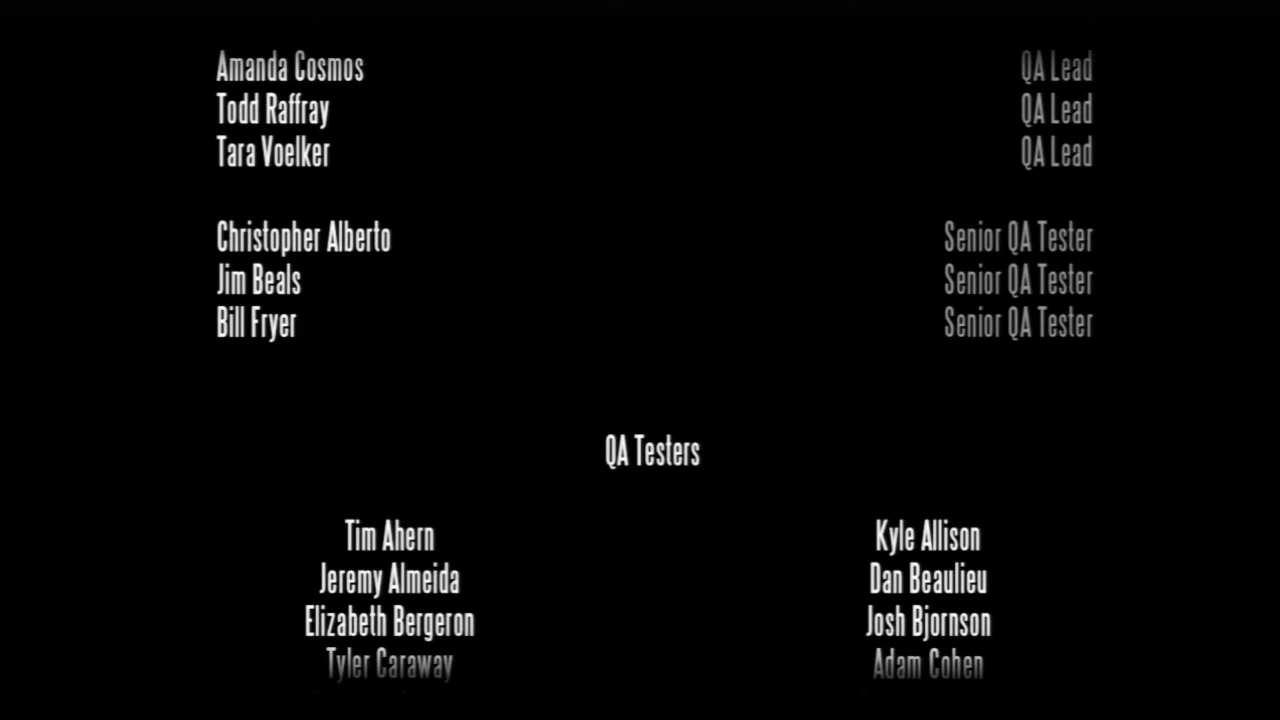 Amanda Cosmos QA Lead
Todd Raffray QA Lead
Tara Voelker QA Lead
Christopher Alberto Senior QA Tester
Jim Beals Senior QA Tester
Bill Fryer Senior QA Tester
QA Testers
Tim Ahern Kyle Allison
Jeremy Almeida Dan Beaulieu
Elizabeth Bergeron Josh Bjornson
Tyler Caraway Adam Cohen